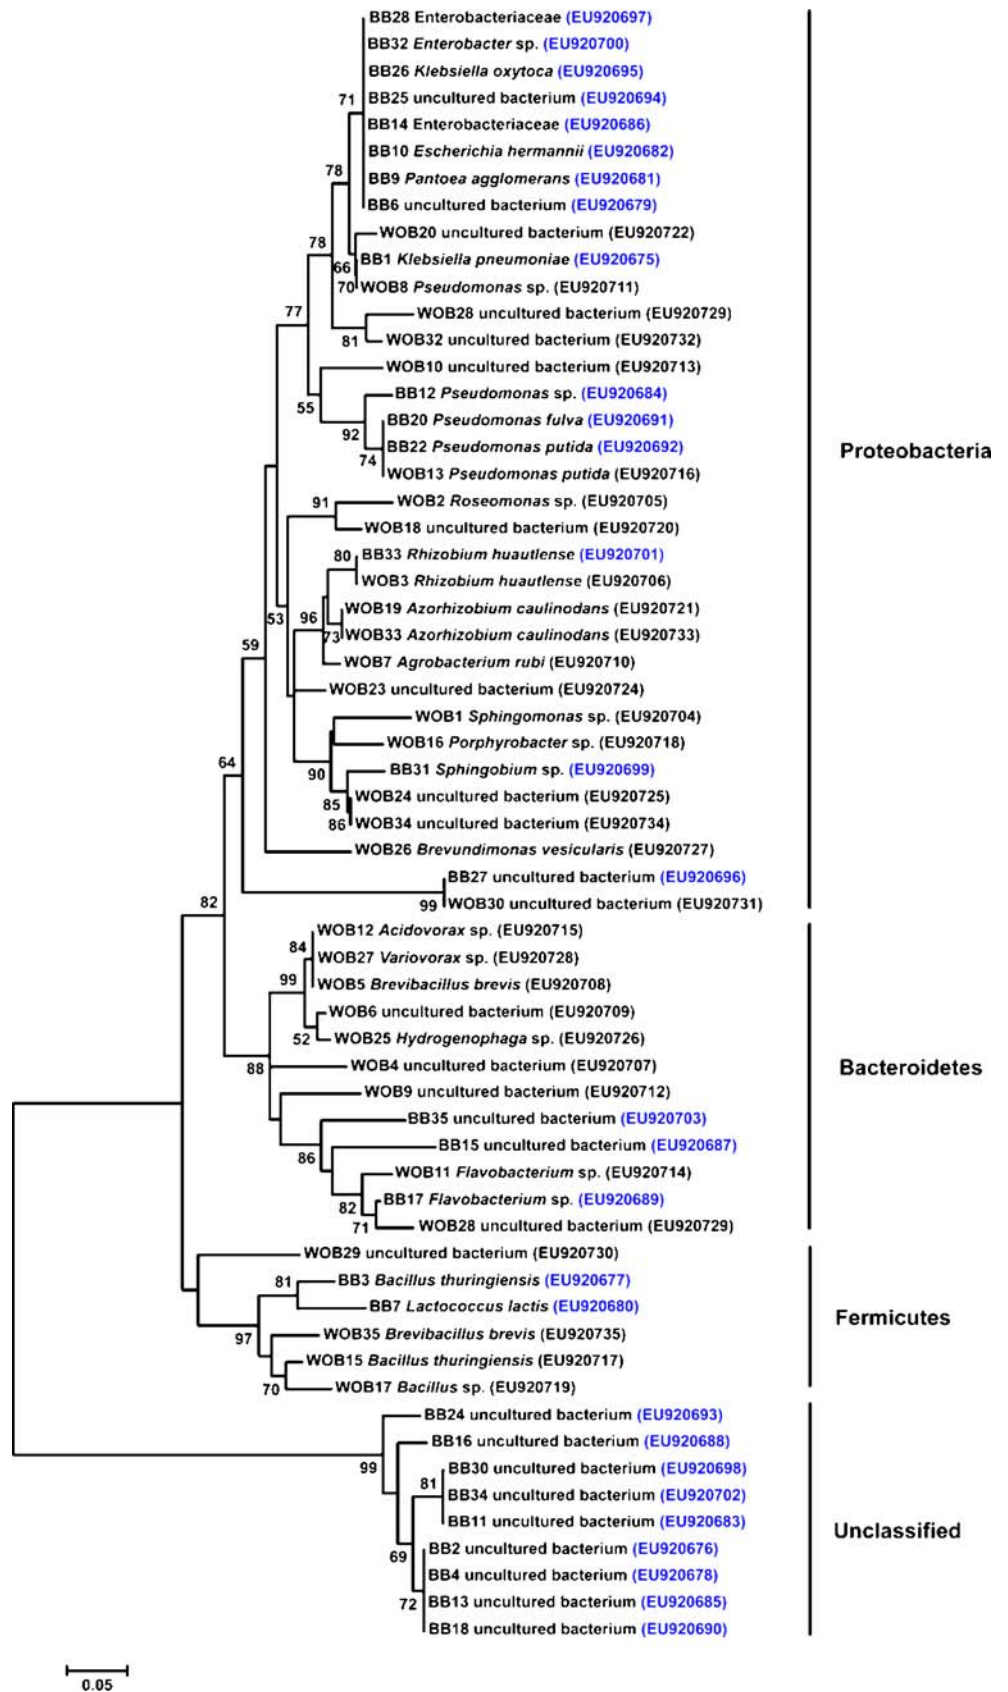 BB28 Enterobacteriaceae (EU920697)
BB32 Enterobacter sp. (EU920700)
BB26 Klebsiella oxytoca (EU920695)
71
BB25 uncultured bacterium (EU920694)
BB14 Enterobacteriaceae (EU920686)
BB10 Escherichia hermannii (EU920682)
78
BB9 Pantoea agglomerans (EU920681)
BB6 uncultured bacterium (EU920679)
WOB20 uncultured bacterium (EU920722)
78
BB1 Klebsiella pneumoniae (EU920675)
66
70
WOB8 Pseudomonas sp. (EU920711)
77
WOB28 uncultured bacterium (EU920729)
81
WOB32 uncultured bacterium (EU920732)
WOB10 uncultured bacterium (EU920713)
55
BB12 Pseudomonas sp. (EU920684)
BB20 Pseudomonas fulva (EU920691)
92
BB22 Pseudomonas putida (EU920692)
Proteobacteria
74
WOB13 Pseudomonas putida (EU920716)
91
WOB2 Roseomonas sp. (EU920705)
WOB18 uncultured bacterium (EU920720)
80
BB33 Rhizobium huautlense (EU920701)
WOB3 Rhizobium huautlense (EU920706)
WOB19 Azorhizobium caulinodans (EU920721)
53
96
73
WOB33 Azorhizobium caulinodans (EU920733)
59
WOB7 Agrobacterium rubi (EU920710)
WOB23 uncultured bacterium (EU920724)
WOB1 Sphingomonas sp. (EU920704)
WOB16 Porphyrobacter sp. (EU920718)
64
90
BB31 Sphingobium sp. (EU920699)
85
WOB24 uncultured bacterium (EU920725)
86
WOB34 uncultured bacterium (EU920734)
WOB26 Brevundimonas vesicularis (EU920727)
BB27 uncultured bacterium (EU920696)
82
99
WOB30 uncultured bacterium (EU920731)
WOB12 Acidovorax sp. (EU920715)
84
WOB27 Variovorax sp. (EU920728)
99
WOB5 Brevibacillus brevis (EU920708)
WOB6 uncultured bacterium (EU920709)
52
WOB25 Hydrogenophaga sp. (EU920726)
88
WOB4 uncultured bacterium (EU920707)
Bacteroidetes
WOB9 uncultured bacterium (EU920712)
BB35 uncultured bacterium (EU920703)
86
BB15 uncultured bacterium (EU920687)
WOB11 Flavobacterium sp. (EU920714)
82
BB17 Flavobacterium sp. (EU920689)
71
WOB28 uncultured bacterium (EU920729)
WOB29 uncultured bacterium (EU920730)
81
BB3 Bacillus thuringiensis (EU920677)
BB7 Lactococcus lactis (EU920680)
Fermicutes
97
WOB35 Brevibacillus brevis (EU920735)
WOB15 Bacillus thuringiensis (EU920717)
70
WOB17 Bacillus sp. (EU920719)
BB24 uncultured bacterium (EU920693)
BB16 uncultured bacterium (EU920688)
99
BB30 uncultured bacterium (EU920698)
81
BB34 uncultured bacterium (EU920702)
BB11 uncultured bacterium (EU920683)
Unclassified
69
BB2 uncultured bacterium (EU920676)
BB4 uncultured bacterium (EU920678)
72
BB13 uncultured bacterium (EU920685)
BB18 uncultured bacterium (EU920690)
0.05